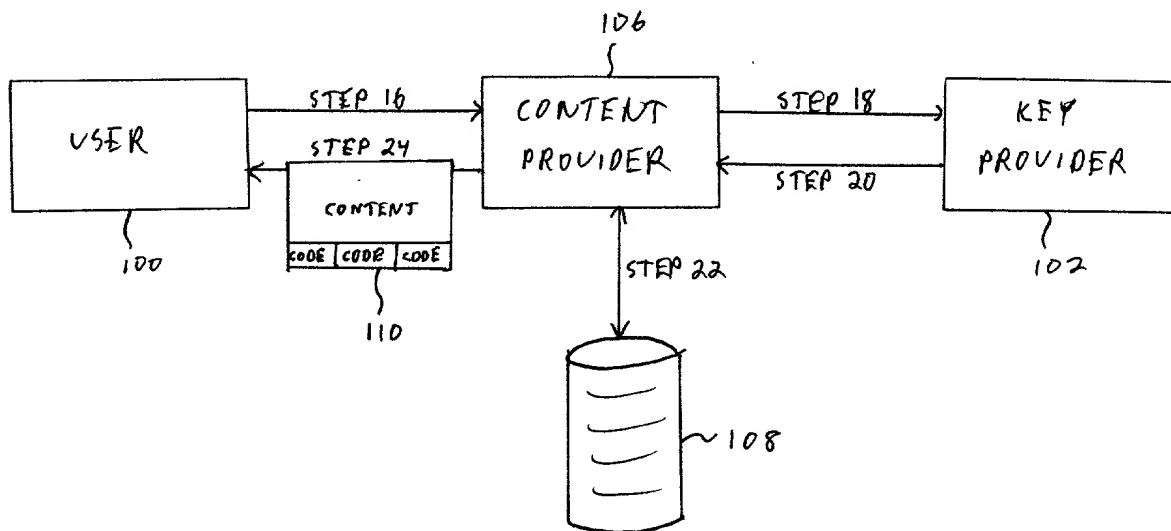 106
USER
STEP 16
CONTENT
PROVIDER
STEP 18
KEY
PROVIDER
STEP 24
STEP 20
CONTENT
CODE CODE CODE
100
110
STEP 22
102
108